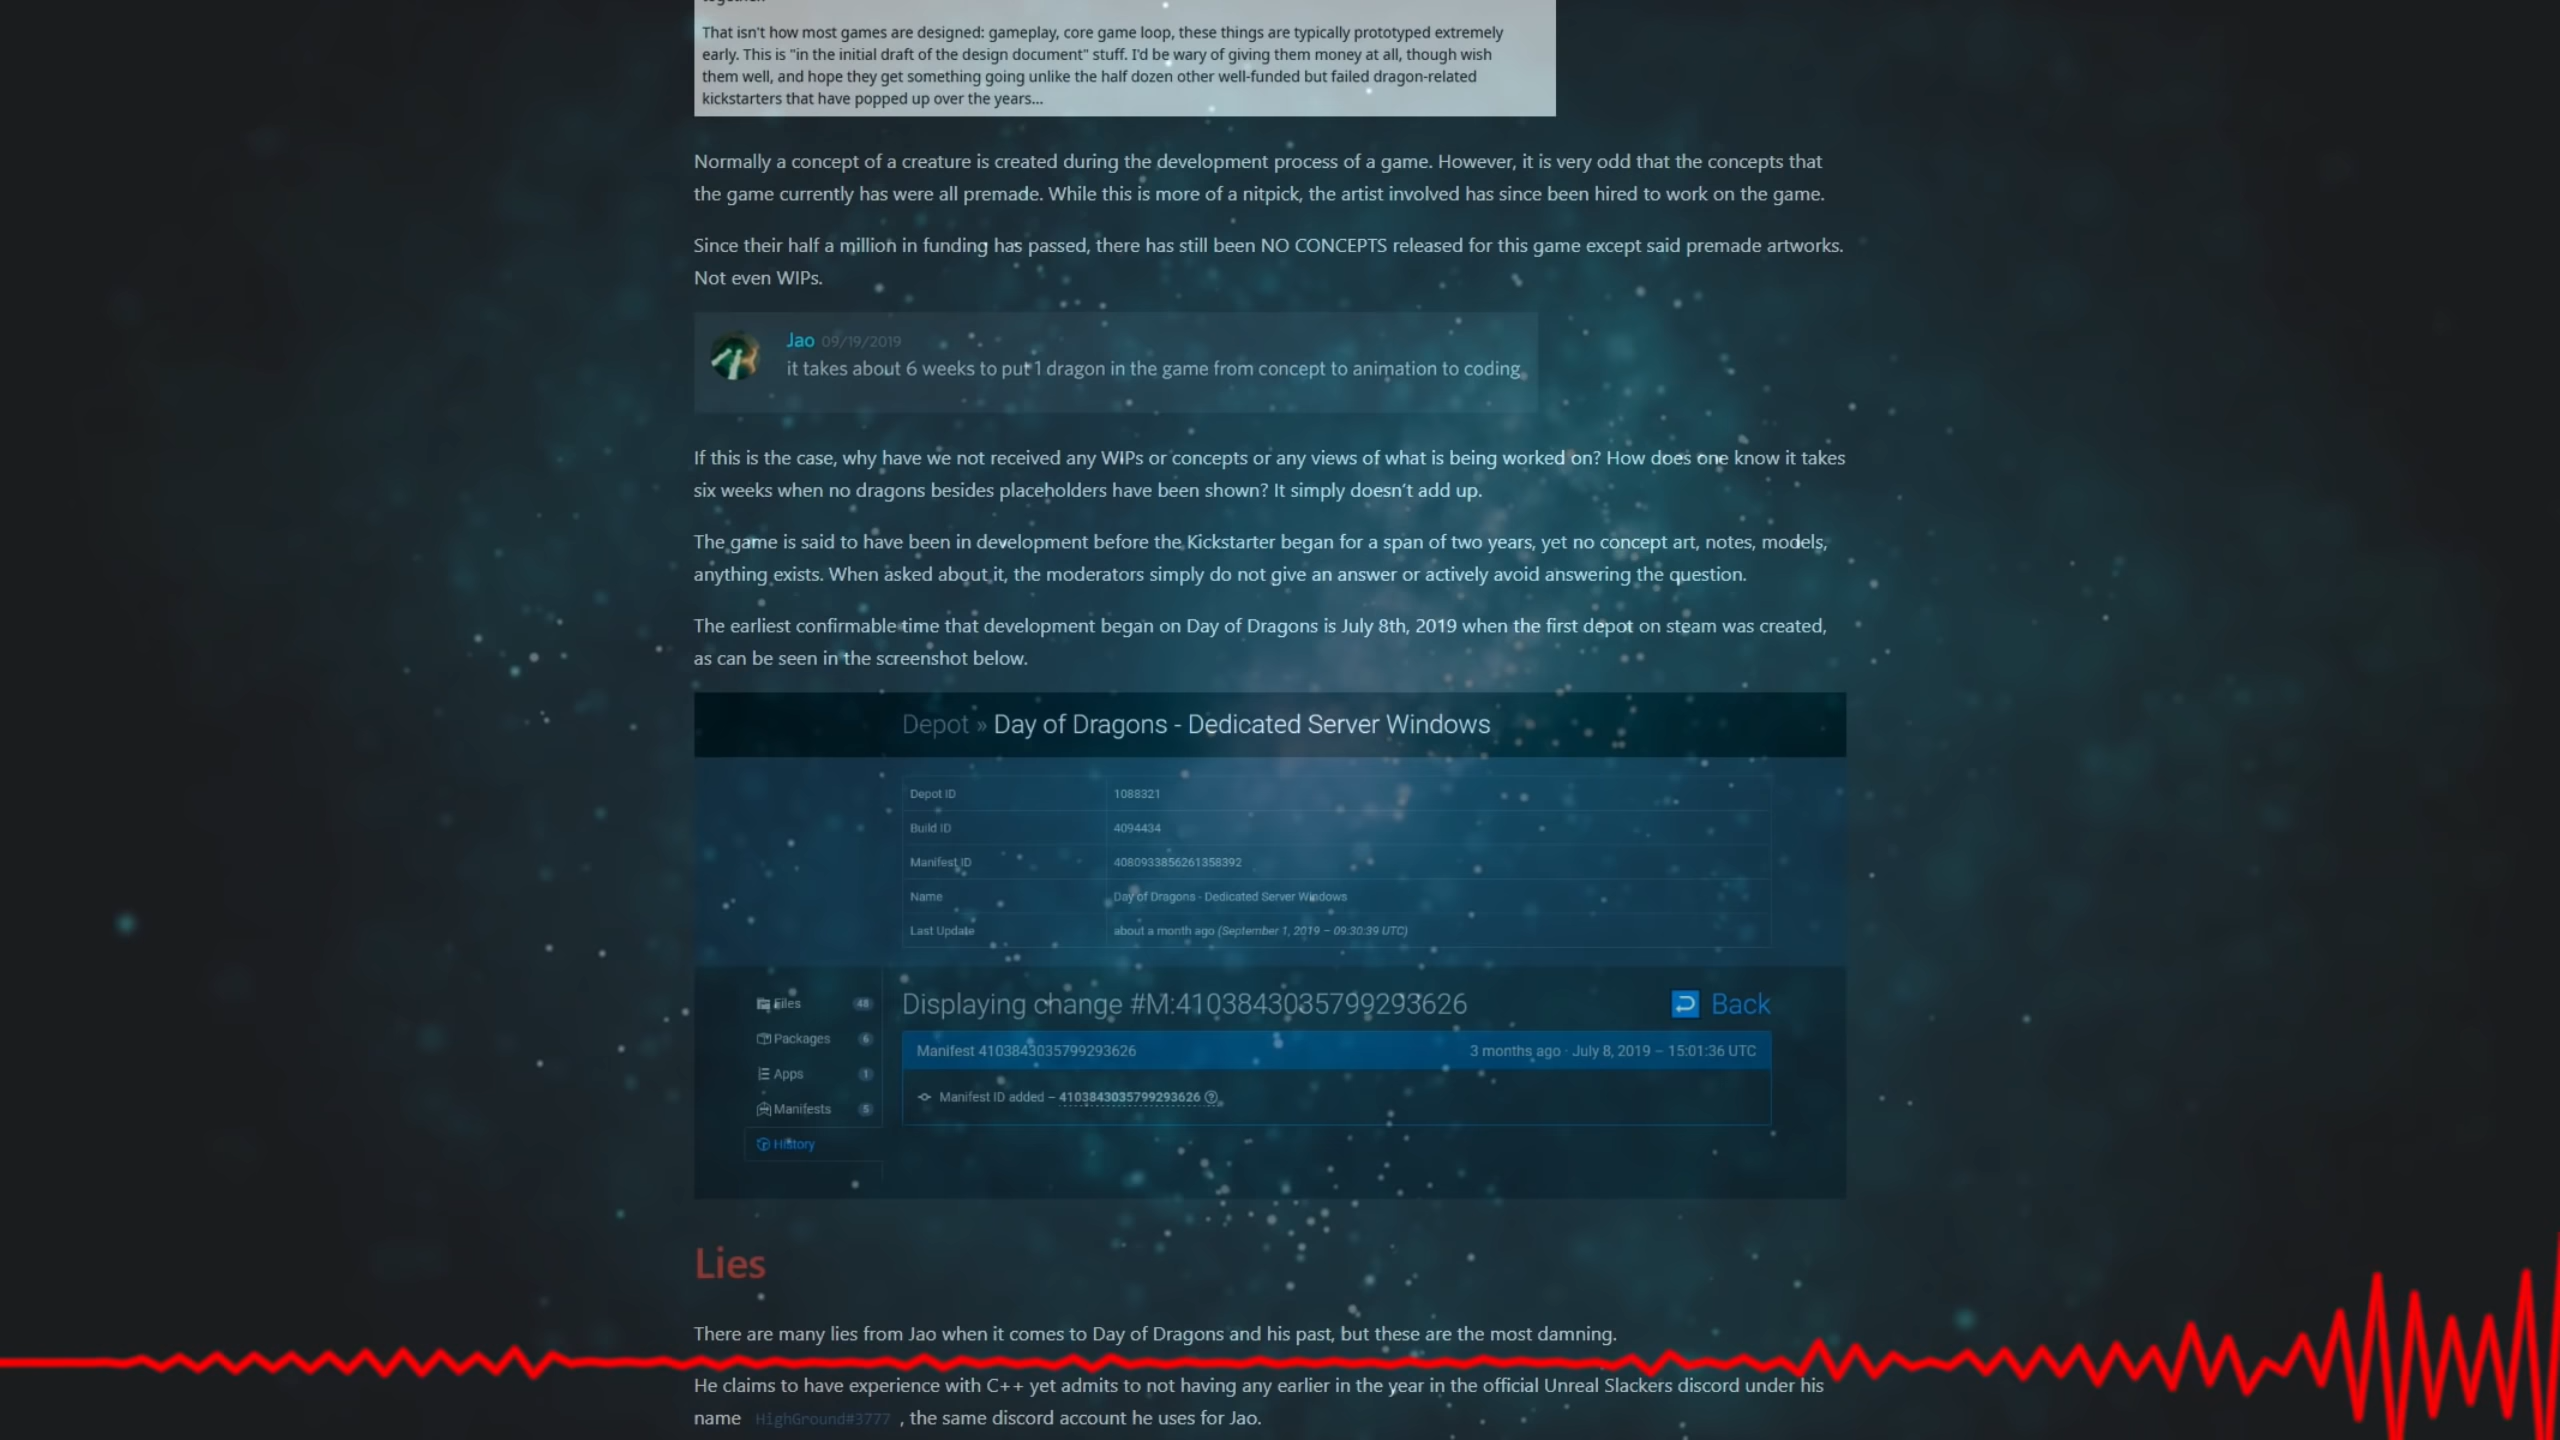 That isn't how most games are designed: gameplay, core game loop, these things are typically prototyped extremely
early. This is "in the initial draft of the design document" stuff. I'd be wary of giving them money at all, though wish
them well, and hope they get something going unlike the half dozen other well-funded but failed dragon-related
kickstarters that have popped up over the years...
Normally a concept of a creature is created during the development process of a game. However, it is very odd that the concepts that
the game currently has were all premade. While this is more of a nitpick, the artist involved has since been hired to work on the game.
Since their half a million in funding has passed, there has still been NO CONCEPTS released for this game except said premade artworks.
Not even WIPs.
Jao 09/19/2019
it takes about 6 weeks to put 1 dragon in the game from concept to animation to coding
If this is the case, why have we not received any WIPs or concepts or any views of what is being worked on? How does one know it takes
six weeks when no dragons besides placeholders have been shown? It simply doesn't add up.
The game is said to have been in development before the Kickstarter began for a span of two years, yet no concept art, notes, models,
anything exists. When asked about it, the moderators simply do not give an answer or actively avoid answering the question.
The earliest confirmable time that development began on Day of Dragons is July 8th, 2019 when the first depot on steam was created,
as can be seen in the screenshot below.
Depot » Day of Dragons - Dedicated Server Windows
Depot ID 1088321
Build ID 4094434
Manifest ID 4080933856261358392
Name Day of Dragons - Dedicated Server Windows
Last Update about a month ago (September 1, 2019 – 09:30:39 UTC)
Files 48
Packages 6
Apps 1
Manifests 5
History
Displaying change #M:4103843035799293626 Back
Manifest 4103843035799293626 3 months ago · July 8, 2019 – 15:01:36 UTC
Manifest ID added – 4103843035799293626
Lies
There are many lies from Jao when it comes to Day of Dragons and his past, but these are the most damning.
He claims to have experience with C++ yet admits to not having any earlier in the year in the official Unreal Slackers discord under his
name HighGround#3777 , the same discord account he uses for Jao.